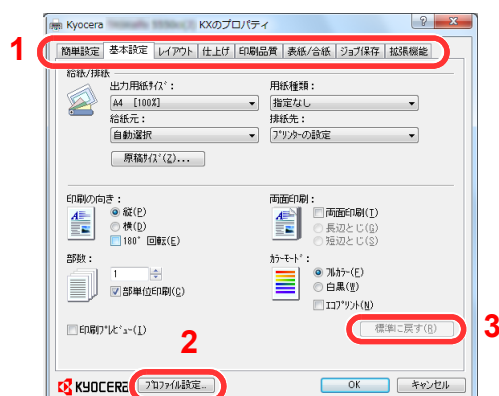 Kyocera KXのプロパティ
1
簡単設定 基本設定 レイアウト 仕上げ 印刷品質 表紙/合紙 ジョブ保存 拡張機能
給紙/排紙
出力用紙ｻｲｽﾞ: 用紙種類:
A4 [100%] 指定なし
給紙元: 排紙先:
自動選択 ﾌﾟﾘﾝﾀｰの設定
原稿ｻｲｽﾞ(Z)...
印刷の向き: 両面印刷:
縦(P) 両面印刷(T)
横(D) 長辺とじ(G)
180° 回転(E) 短辺とじ(S)
部数: ｶﾗｰﾓｰﾄﾞ:
1 ﾌﾙｶﾗｰ(F)
部単位印刷(C) 白黒(W)
ｴｺﾌﾟﾘﾝﾄ(N)
印刷ﾌﾟﾚﾋﾞｭｰ(I) 標準に戻す(R) 3
2
KYOCERA ﾌﾟﾛﾌｧｲﾙ設定... OK キャンセル